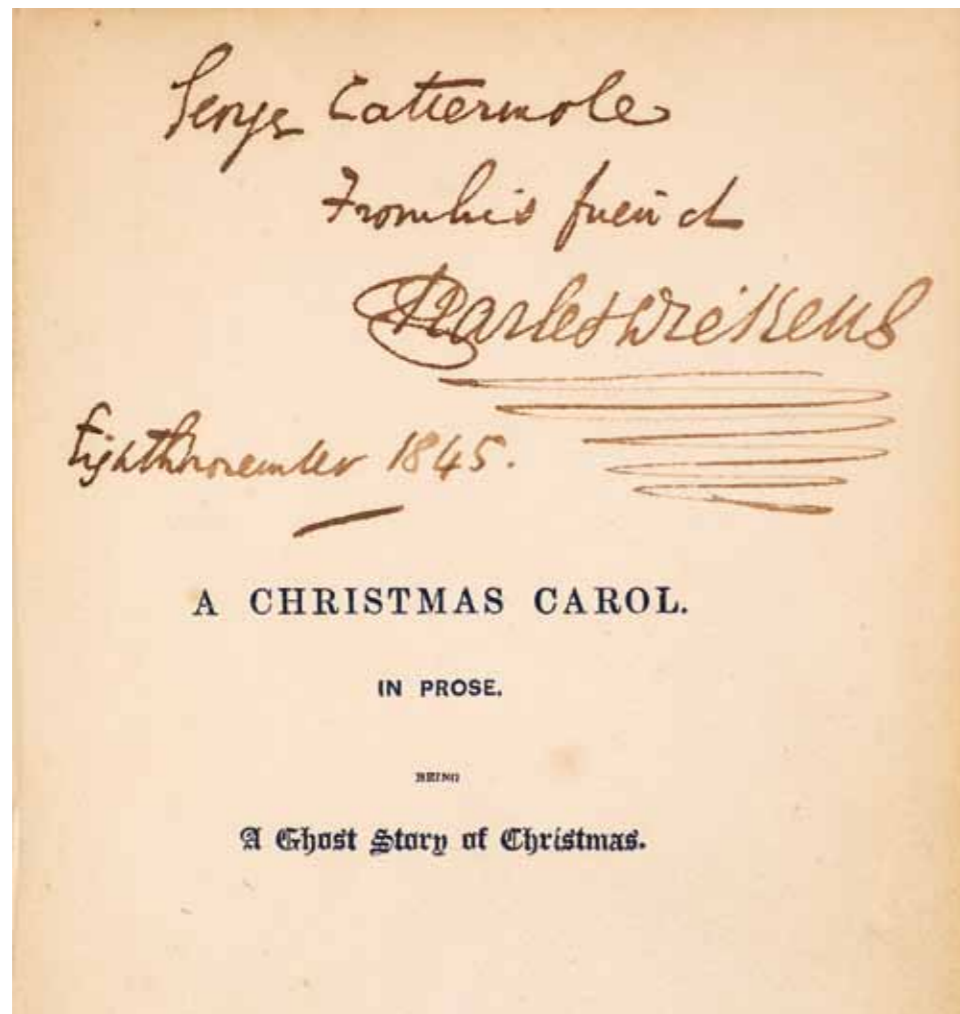 George Cattermole
From his friend
Charles Dickens
Eighth November 1845.
A CHRISTMAS CAROL.
IN PROSE.
BEING
A Ghost Story of Christmas.